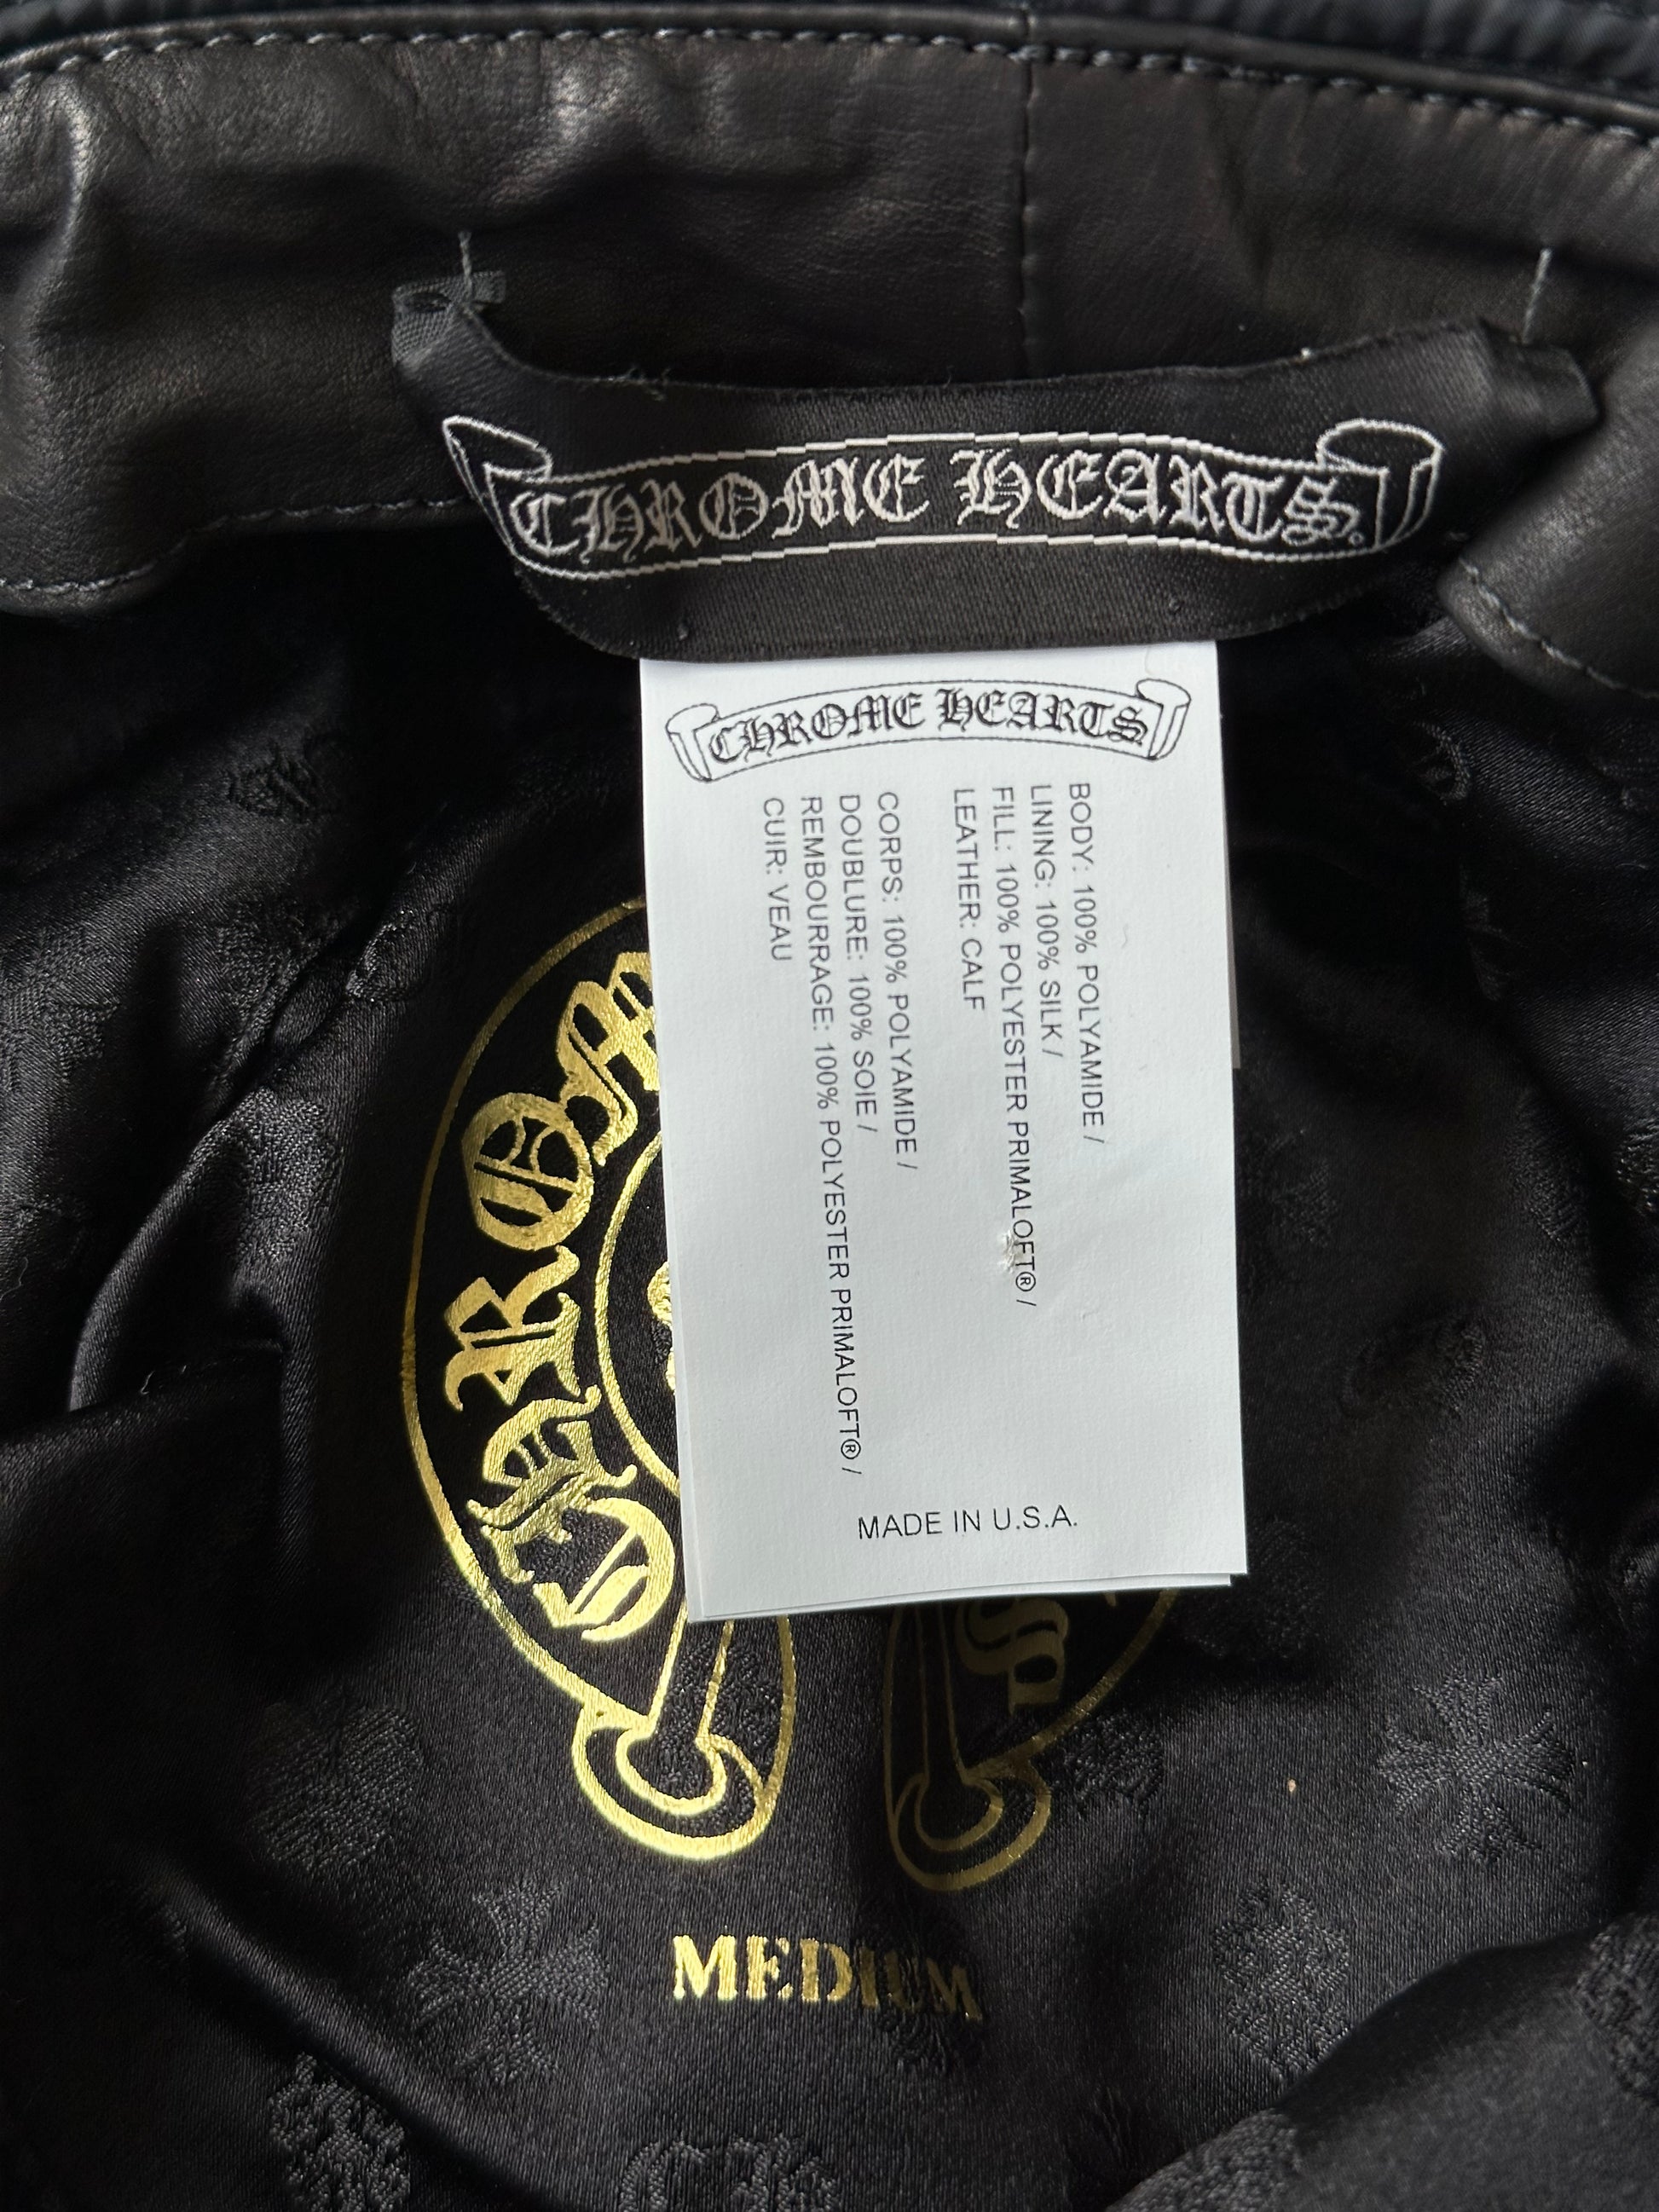 CHROME HEARTS.
CHROME HEARTS
BODY: 100% POLYAMIDE /
LINING: 100% SILK /
FILL: 100% POLYESTER PRIMALOFT® /
LEATHER: CALF
CORPS: 100% POLYAMIDE /
DOUBLURE: 100% SOIE /
REMBOURRAGE: 100% POLYESTER PRIMALOFT® /
CUIR: VEAU
MADE IN U.S.A.
CHROM
S
MEDIUM